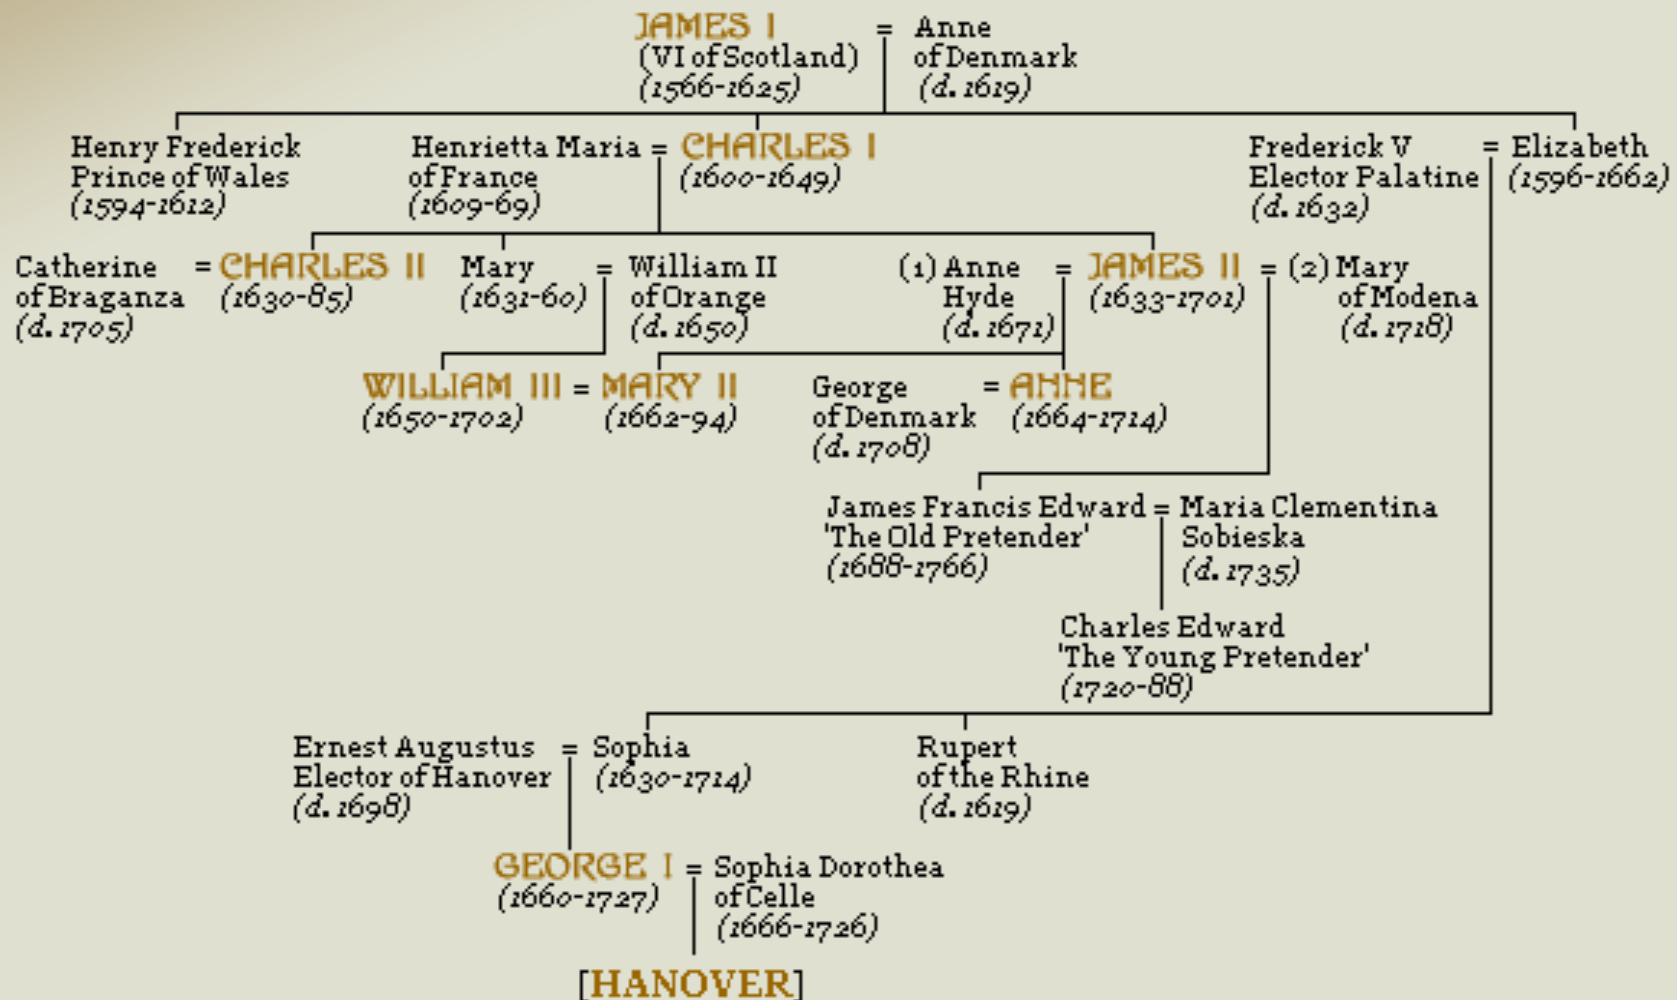 JAMES I = Anne
(VI of Scotland) of Denmark
(1566-1625) (d. 1619)
Henry Frederick
Prince of Wales
(1594-1612)
Henrietta Maria = CHARLES I
of France (1600-1649)
(1609-69)
Frederick V = Elizabeth
Elector Palatine (1596-1662)
(d. 1632)
Catherine = CHARLES II
of Braganza (1630-85)
(d. 1705)
Mary = William II
(1631-60) of Orange
(d. 1650)
(1) Anne = JAMES II = (2) Mary
Hyde (1633-1701) of Modena
(d. 1671) (d. 1718)
WILLIAM III = MARY II
(1650-1702) (1662-94)
George = ANNE
of Denmark (1664-1714)
(d. 1708)
James Francis Edward = Maria Clementina
'The Old Pretender' Sobieska
(1688-1766) (d. 1735)
Charles Edward
'The Young Pretender'
(1720-88)
Ernest Augustus = Sophia
Elector of Hanover (1630-1714)
(d. 1698)
Rupert
of the Rhine
(d. 1619)
GEORGE I = Sophia Dorothea
(1660-1727) of Celle
(1666-1726)
[HANOVER]